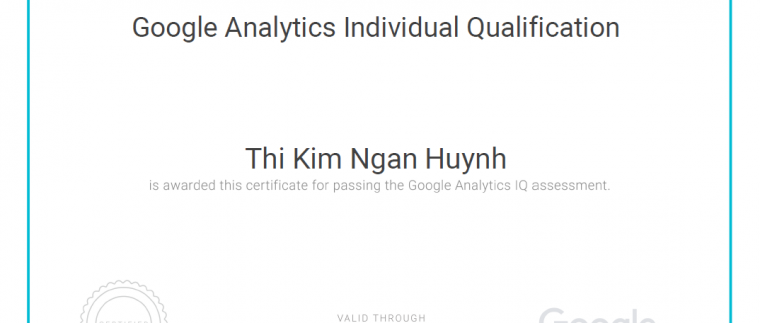 Google Analytics Individual Qualification
Thi Kim Ngan Huynh
is awarded this certificate for passing the Google Analytics IQ assessment.
VALID THROUGH
Google